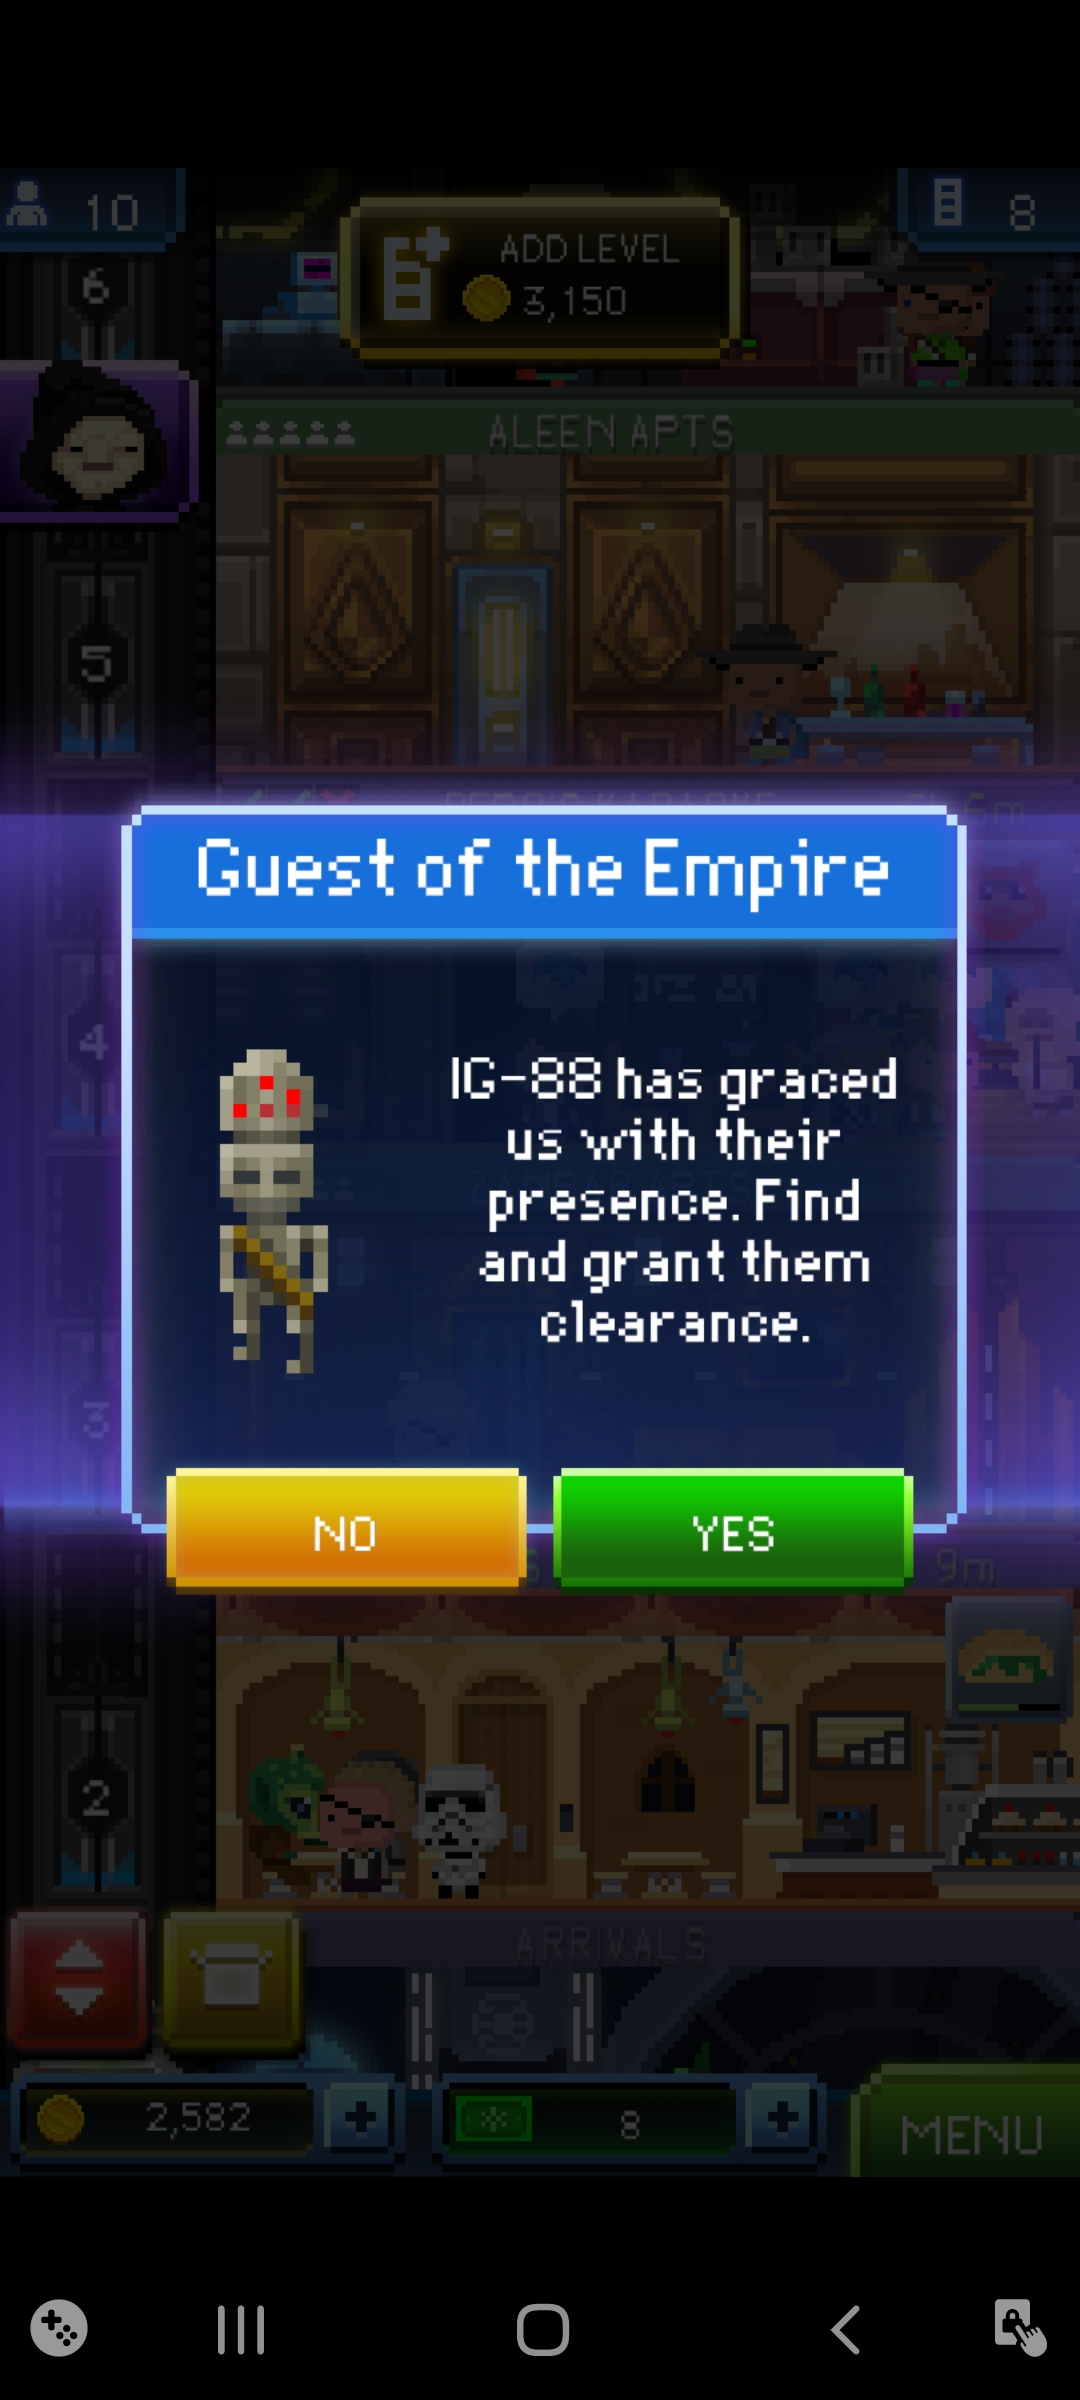 10
8
ADD LEVEL
3,150
6
ALEEN APTS
5
Guest of the Empire
4
IG-88 has graced
us with their
presence. Find
and grant them
clearance.
3
NO
YES
9m
2
ARRIVALS
2,582
8
MENU